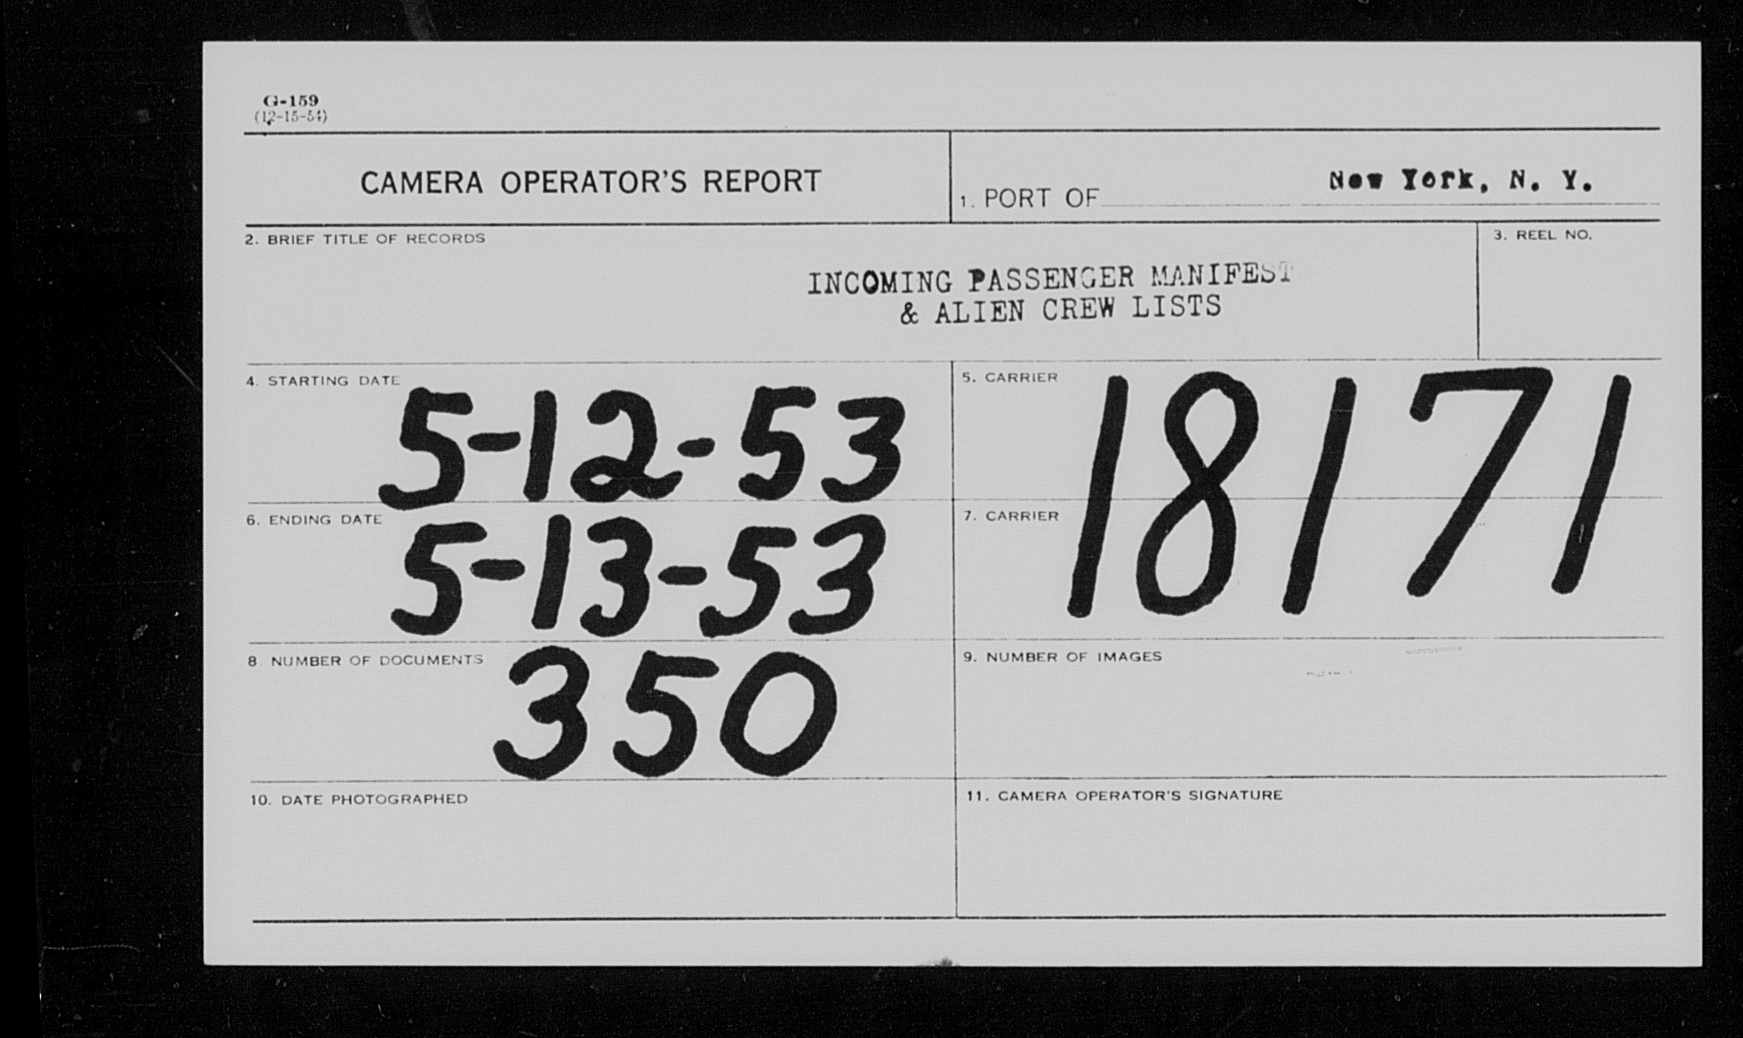 G-159
(12-15-54)
CAMERA OPERATOR'S REPORT
1. PORT OF New York, N. Y.
2. BRIEF TITLE OF RECORDS
INCOMING PASSENGER MANIFEST
& ALIEN CREW LISTS
3. REEL NO.
4. STARTING DATE
5-12-53
5. CARRIER
18171
6. ENDING DATE
5-13-53
7. CARRIER
8 NUMBER OF DOCUMENTS
350
9. NUMBER OF IMAGES
10. DATE PHOTOGRAPHED
11. CAMERA OPERATOR'S SIGNATURE